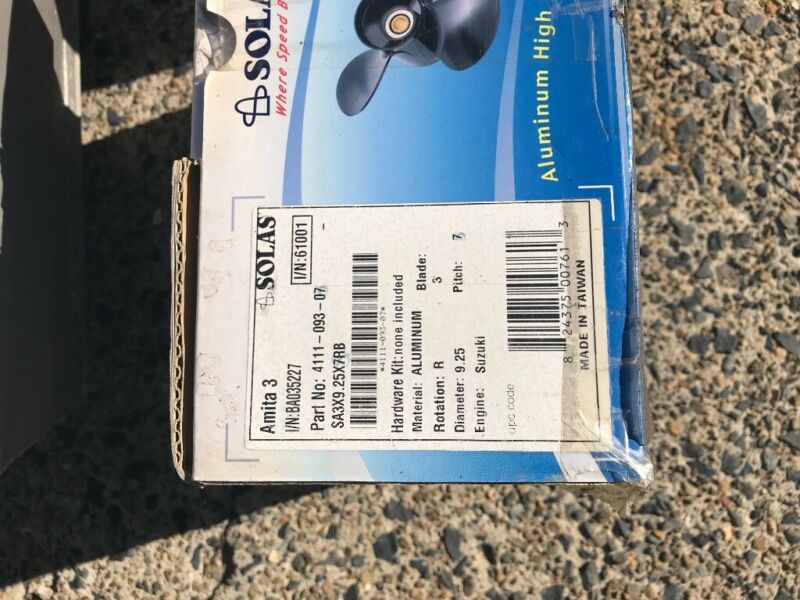 SOLAS
Where Speed B
Aluminum High
SOLAS
Amita 3
I/N:BA035227
I/N:61001
Part No: 4111-093-07
SA3X9.25X7RB
*4111-093-07*
Hardware Kit:none included
Material: ALUMINUM Blade: 3
Rotation: R
Diameter: 9.25 Pitch: 7
Engine: Suzuki
upc code
8 24375 00761 3
MADE IN TAIWAN